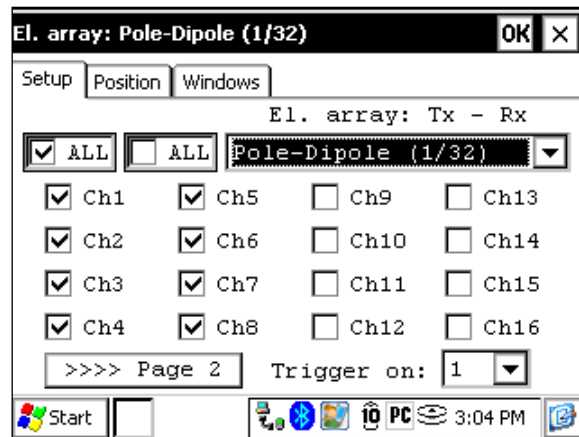 El. array: Pole-Dipole (1/32) OK ×
Setup Position Windows
El. array: Tx - Rx
ALL ALL Pole-Dipole (1/32)
Ch1 Ch5 Ch9 Ch13
Ch2 Ch6 Ch10 Ch14
Ch3 Ch7 Ch11 Ch15
Ch4 Ch8 Ch12 Ch16
>>>> Page 2 Trigger on: 1
Start PC 3:04 PM